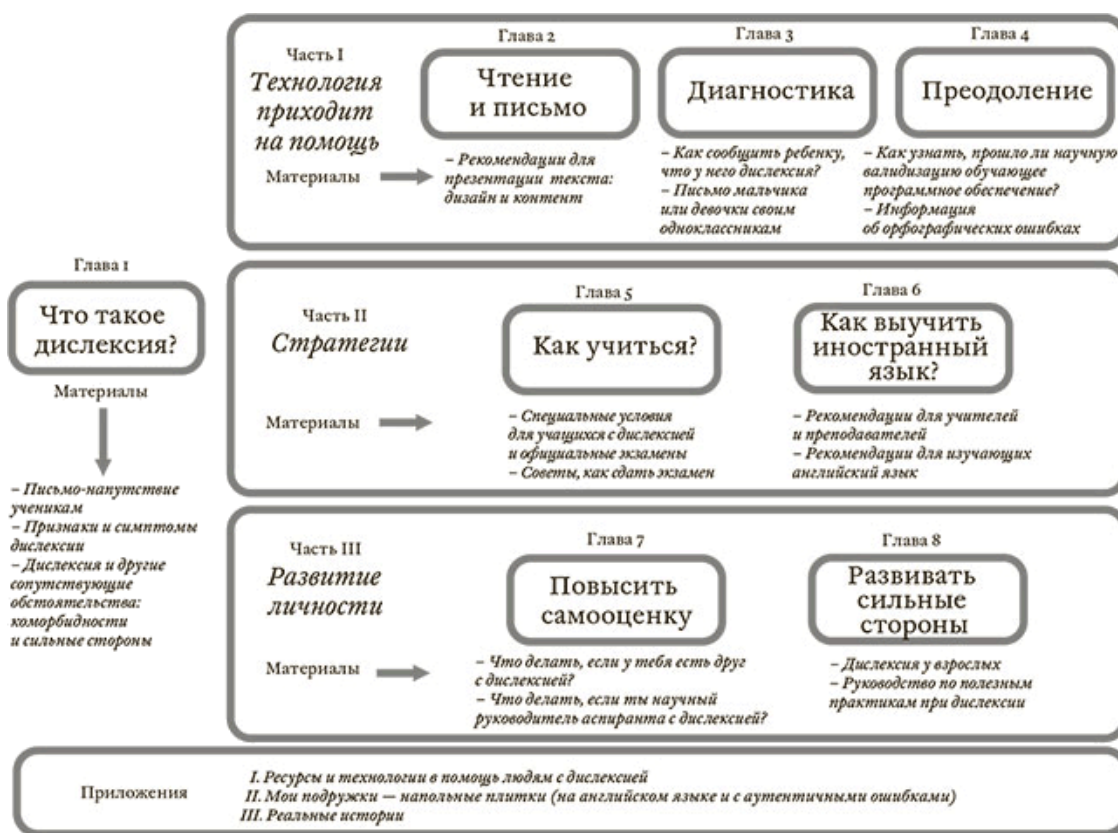 Глава 1
Что такое
дислексия?
Материалы
– Письмо-напутствие
ученикам
– Признаки и симптомы
дислексии
– Дислексия и другие
сопутствующие
обстоятельства:
коморбидности
и сильные стороны
Часть I
Технология
приходит
на помощь
Материалы
Глава 2
Чтение
и письмо
– Рекомендации для
презентации текста:
дизайн и контент
Глава 3
Диагностика
– Как сообщить ребенку,
что у него дислексия?
– Письмо мальчика
или девочки своим
одноклассникам
Глава 4
Преодоление
– Как узнать, прошло ли научную
валидизацию обучающее
программное обеспечение?
– Информация
об орфографических ошибках
Часть II
Стратегии
Материалы
Глава 5
Как учиться?
– Специальные условия
для учащихся с дислексией
и официальные экзамены
– Советы, как сдать экзамен
Глава 6
Как выучить
иностранный
язык?
– Рекомендации для учителей
и преподавателей
– Рекомендации для изучающих
английский язык
Часть III
Развитие
личности
Материалы
Глава 7
Повысить
самооценку
– Что делать, если у тебя есть друг
с дислексией?
– Что делать, если ты научный
руководитель аспиранта с дислексией?
Глава 8
Развивать
сильные
стороны
– Дислексия у взрослых
– Руководство по полезным
практикам при дислексии
Приложения
I. Ресурсы и технологии в помощь людям с дислексией
II. Мои подружки — напольные плитки (на английском языке и с аутентичными ошибками)
III. Реальные истории